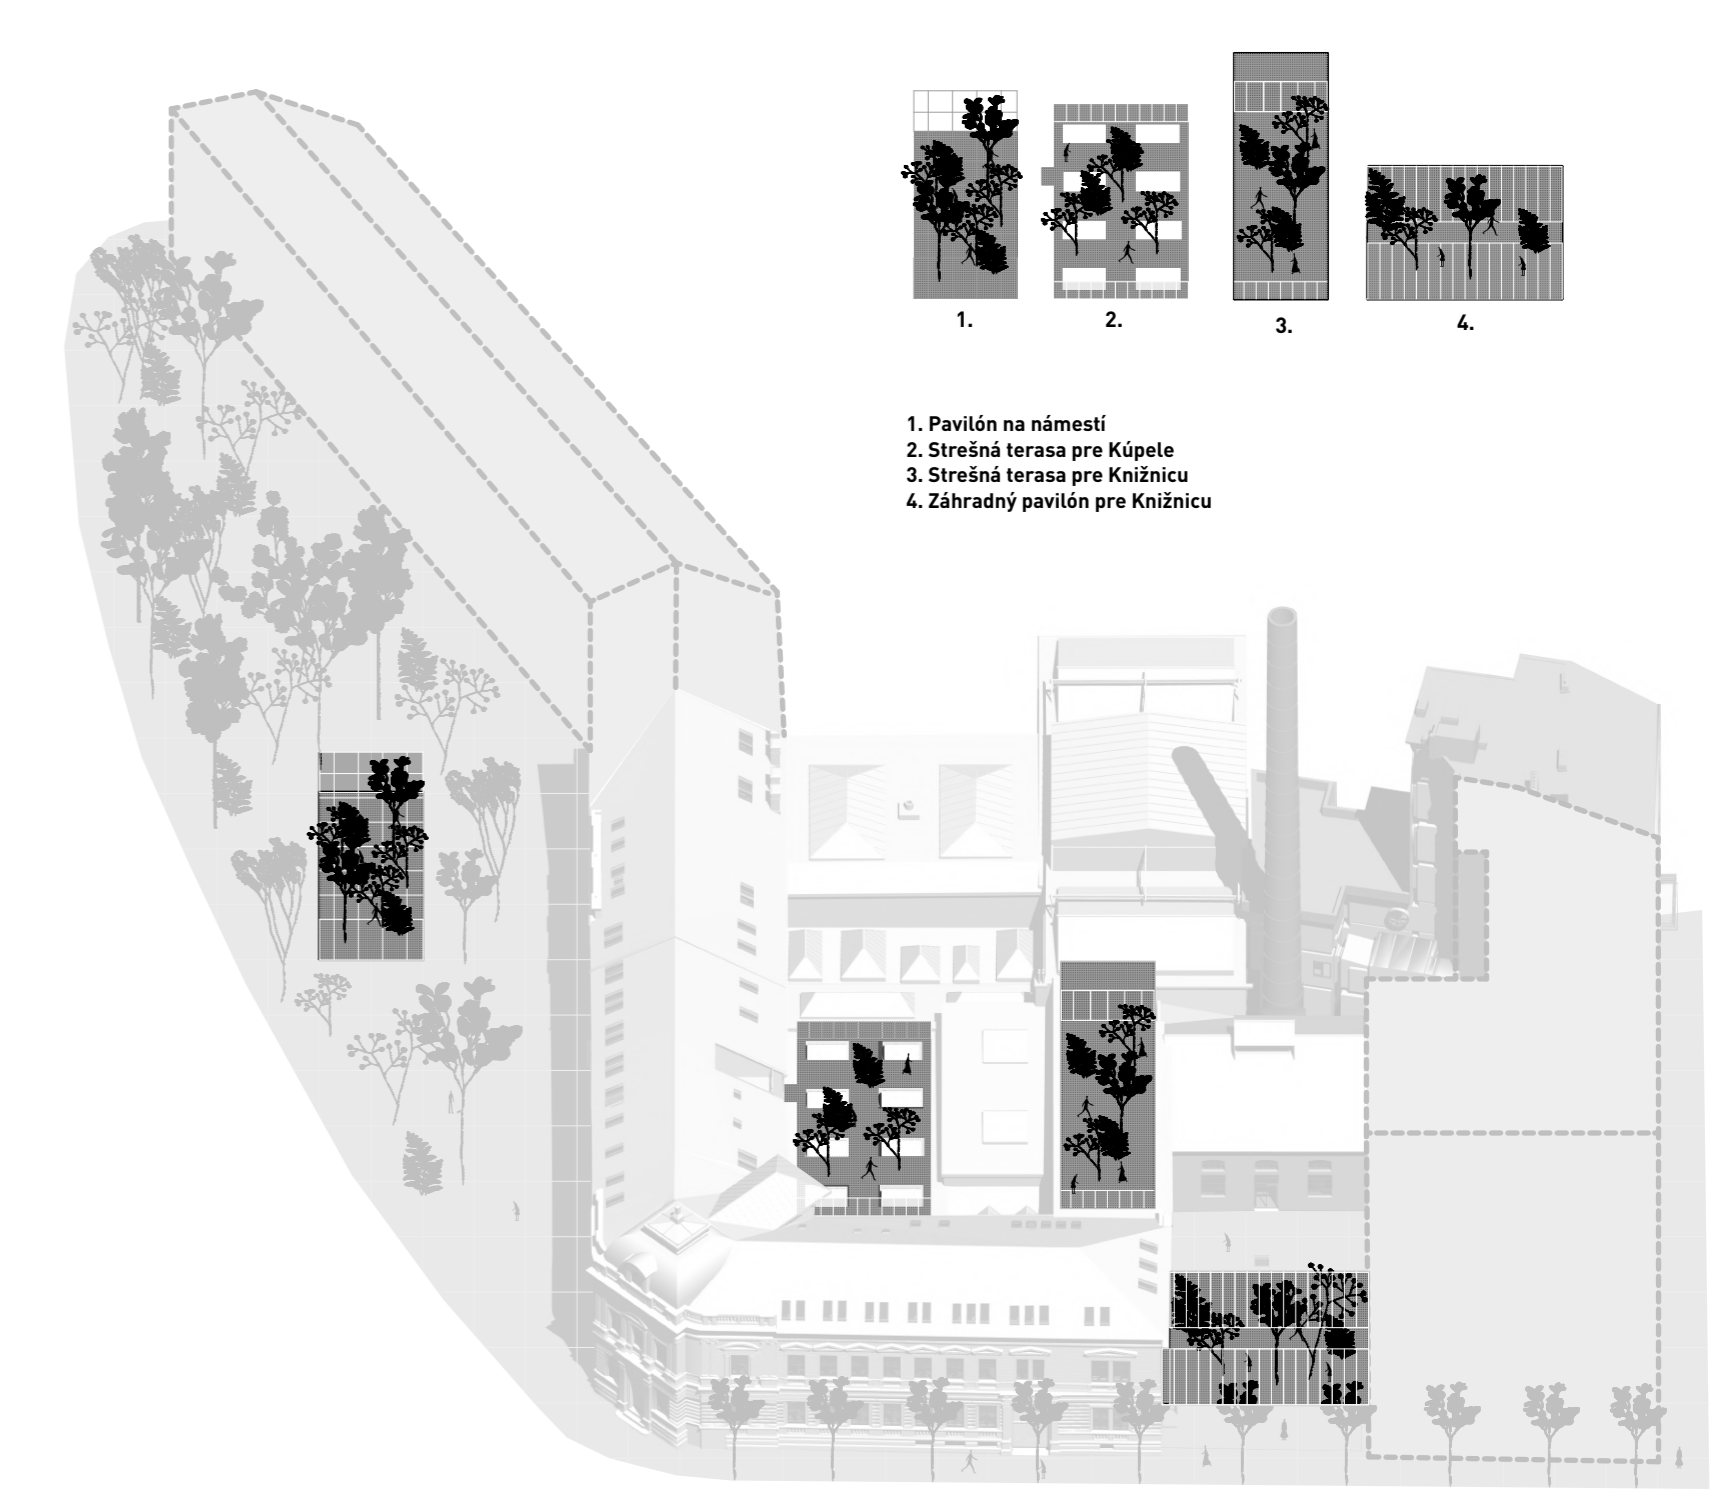 1.
2.
3.
4.
1. Pavilón na námestí
2. Strešná terasa pre Kúpele
3. Strešná terasa pre Knižnicu
4. Záhradný pavilón pre Knižnicu